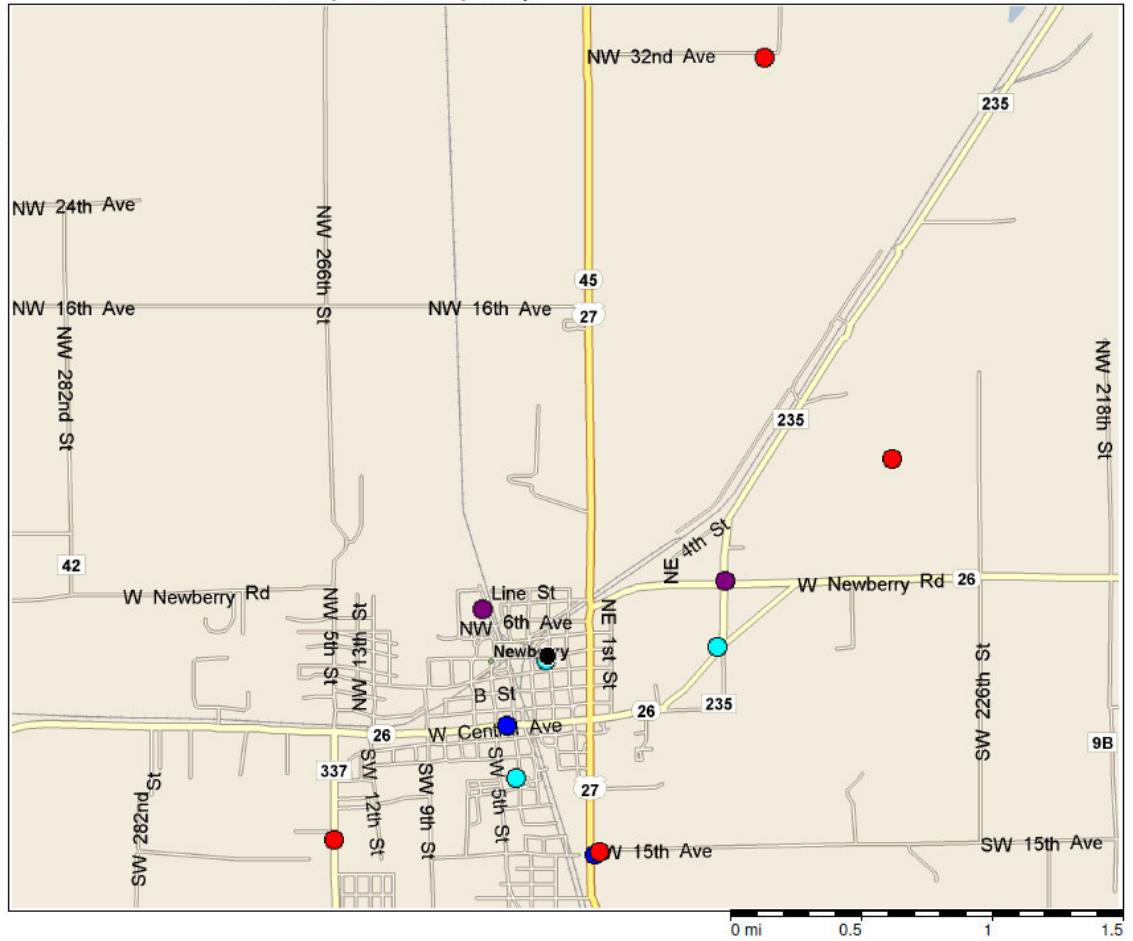 NW 32nd Ave
235
NW 24th Ave
NW 266th St
45
NW 16th Ave
NW 16th Ave
27
NW 282nd St
NW 218th St
235
NE 4th St
42
W Newberry Rd
W Newberry Rd
26
Line St
NW 6th Ave
NW 5th St
NW 13th St
NE 1st St
Newberry
B St
235
26
SW 226th St
26
W Central Ave
9B
337
SW 282nd St
SW 12th St
SW 9th St
SW 5th St
27
SW 15th Ave
SW 15th Ave
0 mi 0.5 1 1.5